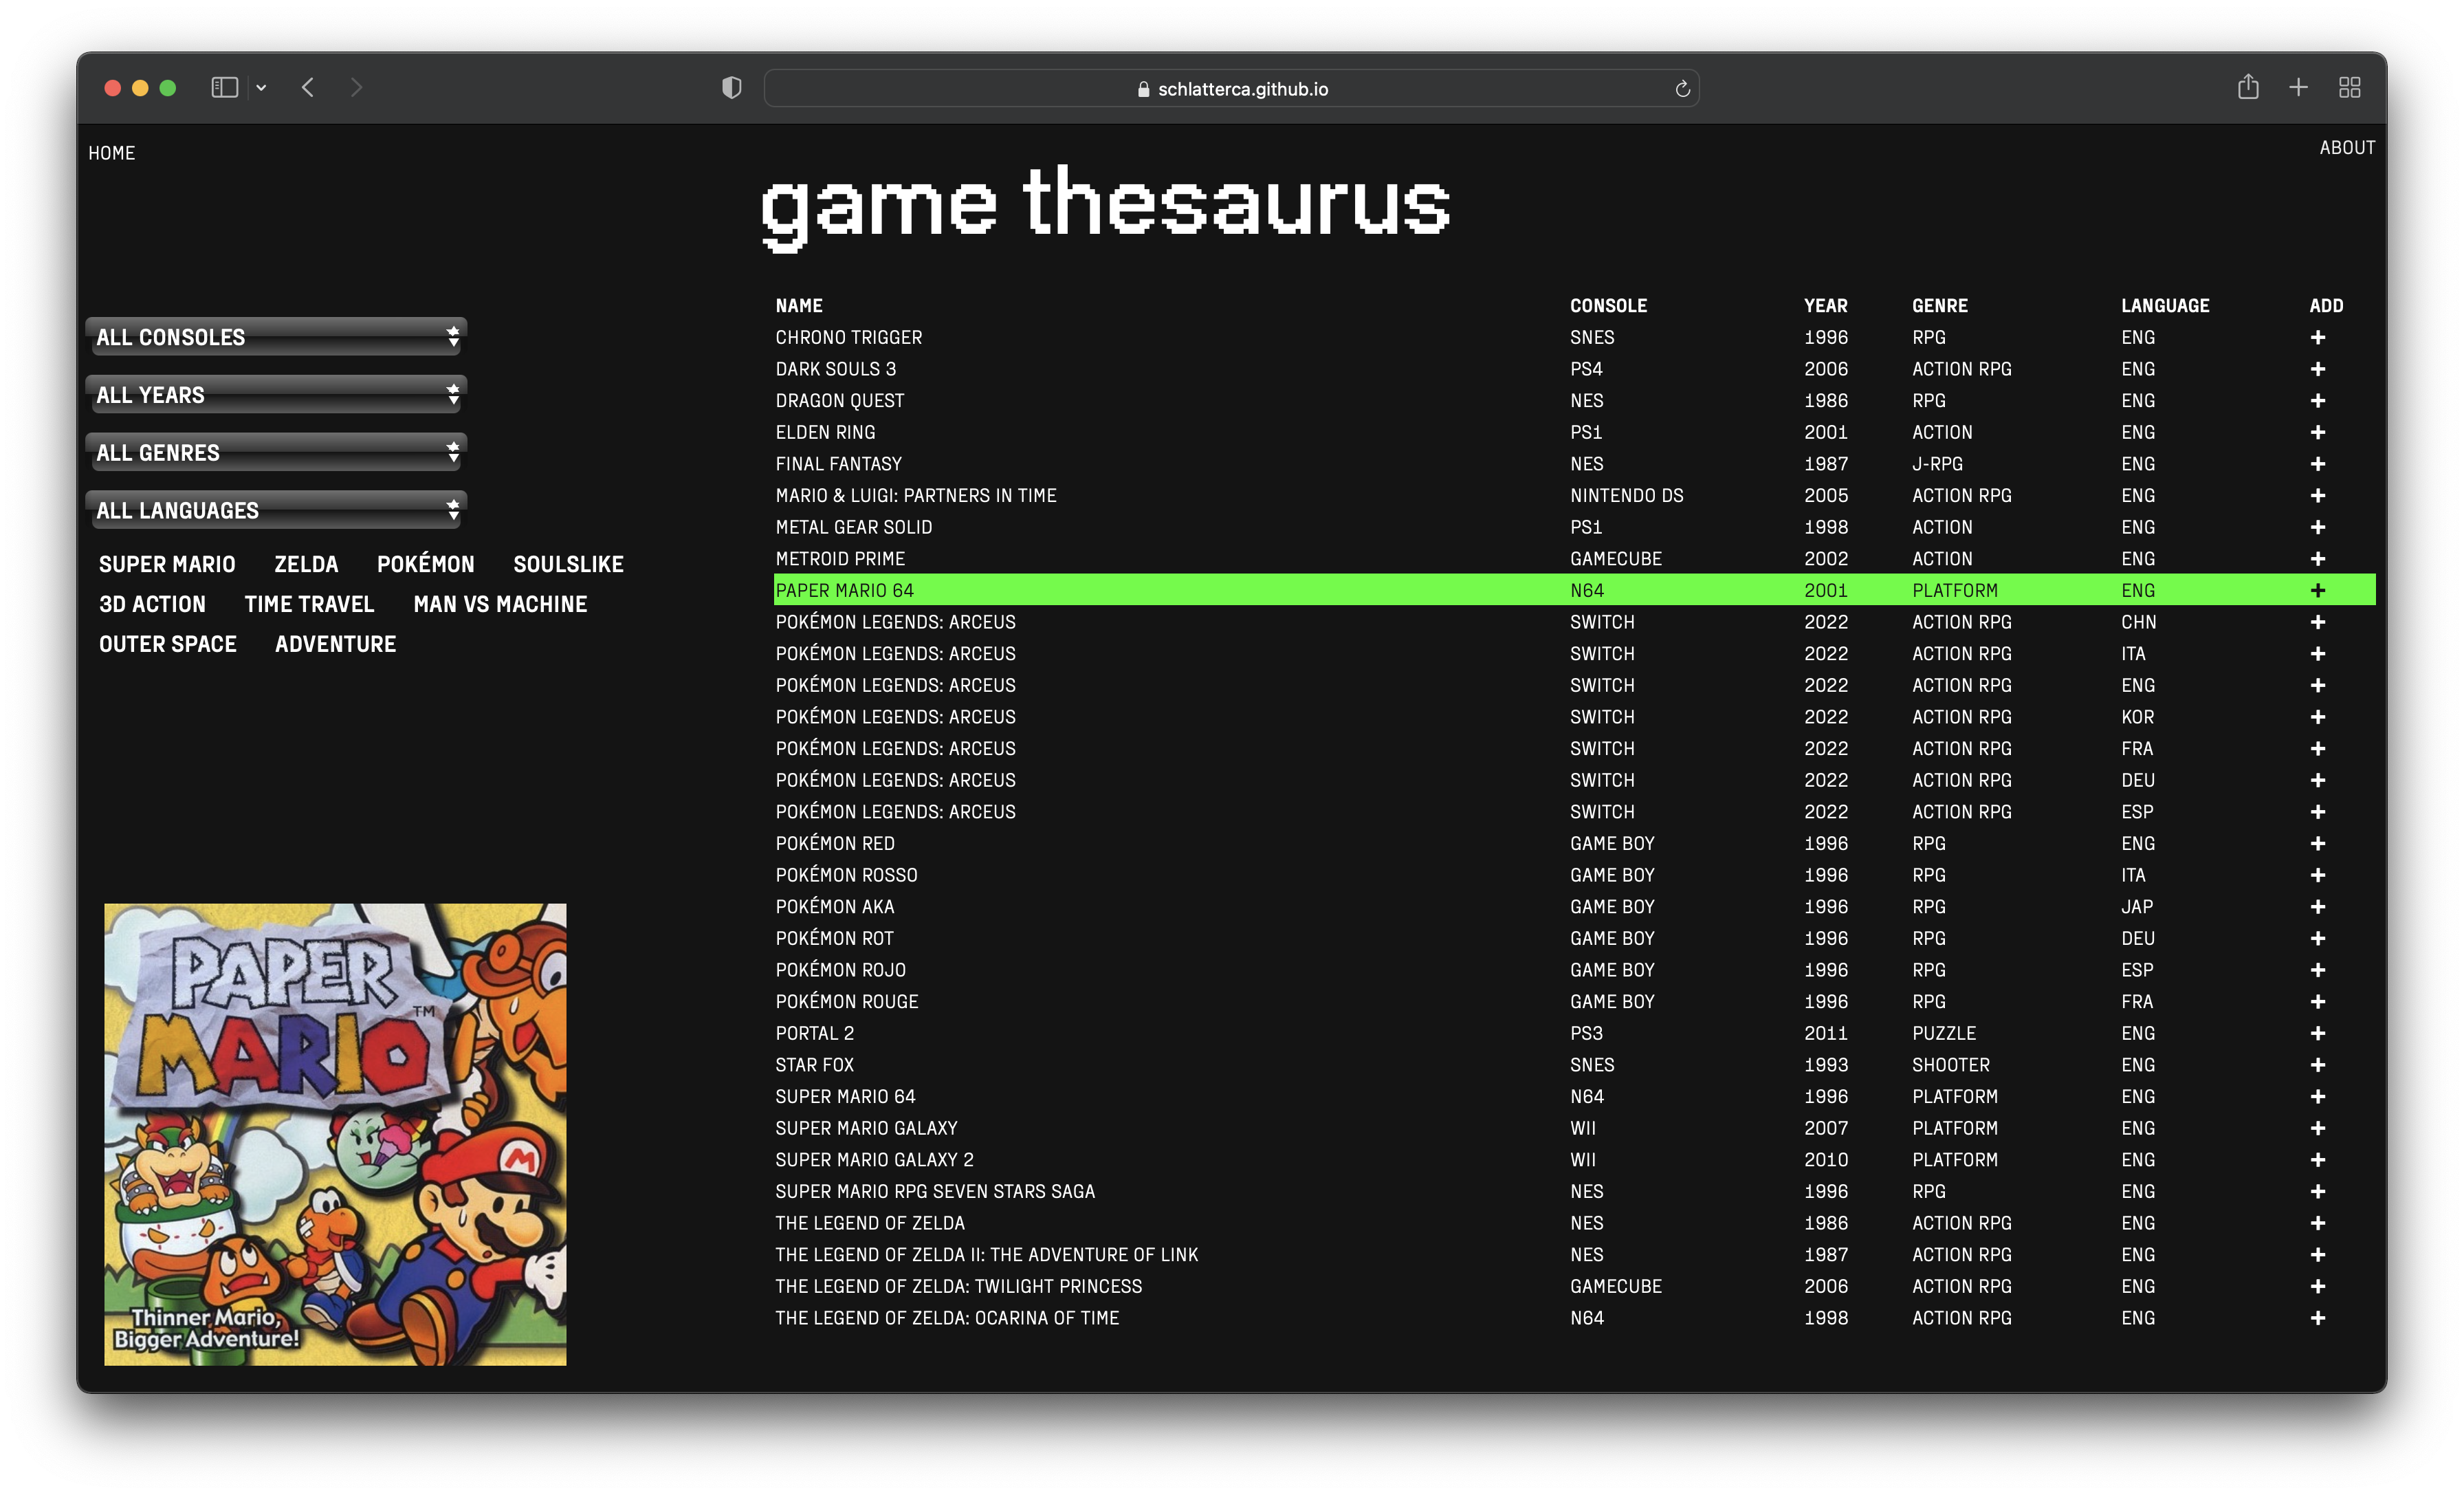 schlatterca.github.io
HOME
ABOUT
game thesaurus
ALL CONSOLES
ALL YEARS
ALL GENRES
ALL LANGUAGES
SUPER MARIO ZELDA POKÉMON SOULSLIKE
3D ACTION TIME TRAVEL MAN VS MACHINE
OUTER SPACE ADVENTURE
PAPER
MARIO™
M
Thinner Mario,
Bigger Adventure!
NAME CONSOLE YEAR GENRE LANGUAGE ADD
CHRONO TRIGGER SNES 1996 RPG ENG +
DARK SOULS 3 PS4 2006 ACTION RPG ENG +
DRAGON QUEST NES 1986 RPG ENG +
ELDEN RING PS1 2001 ACTION ENG +
FINAL FANTASY NES 1987 J-RPG ENG +
MARIO & LUIGI: PARTNERS IN TIME NINTENDO DS 2005 ACTION RPG ENG +
METAL GEAR SOLID PS1 1998 ACTION ENG +
METROID PRIME GAMECUBE 2002 ACTION ENG +
PAPER MARIO 64 N64 2001 PLATFORM ENG +
POKÉMON LEGENDS: ARCEUS SWITCH 2022 ACTION RPG CHN +
POKÉMON LEGENDS: ARCEUS SWITCH 2022 ACTION RPG ITA +
POKÉMON LEGENDS: ARCEUS SWITCH 2022 ACTION RPG ENG +
POKÉMON LEGENDS: ARCEUS SWITCH 2022 ACTION RPG KOR +
POKÉMON LEGENDS: ARCEUS SWITCH 2022 ACTION RPG FRA +
POKÉMON LEGENDS: ARCEUS SWITCH 2022 ACTION RPG DEU +
POKÉMON LEGENDS: ARCEUS SWITCH 2022 ACTION RPG ESP +
POKÉMON RED GAME BOY 1996 RPG ENG +
POKÉMON ROSSO GAME BOY 1996 RPG ITA +
POKÉMON AKA GAME BOY 1996 RPG JAP +
POKÉMON ROT GAME BOY 1996 RPG DEU +
POKÉMON ROJO GAME BOY 1996 RPG ESP +
POKÉMON ROUGE GAME BOY 1996 RPG FRA +
PORTAL 2 PS3 2011 PUZZLE ENG +
STAR FOX SNES 1993 SHOOTER ENG +
SUPER MARIO 64 N64 1996 PLATFORM ENG +
SUPER MARIO GALAXY WII 2007 PLATFORM ENG +
SUPER MARIO GALAXY 2 WII 2010 PLATFORM ENG +
SUPER MARIO RPG SEVEN STARS SAGA NES 1996 RPG ENG +
THE LEGEND OF ZELDA NES 1986 ACTION RPG ENG +
THE LEGEND OF ZELDA II: THE ADVENTURE OF LINK NES 1987 ACTION RPG ENG +
THE LEGEND OF ZELDA: TWILIGHT PRINCESS GAMECUBE 2006 ACTION RPG ENG +
THE LEGEND OF ZELDA: OCARINA OF TIME N64 1998 ACTION RPG ENG +